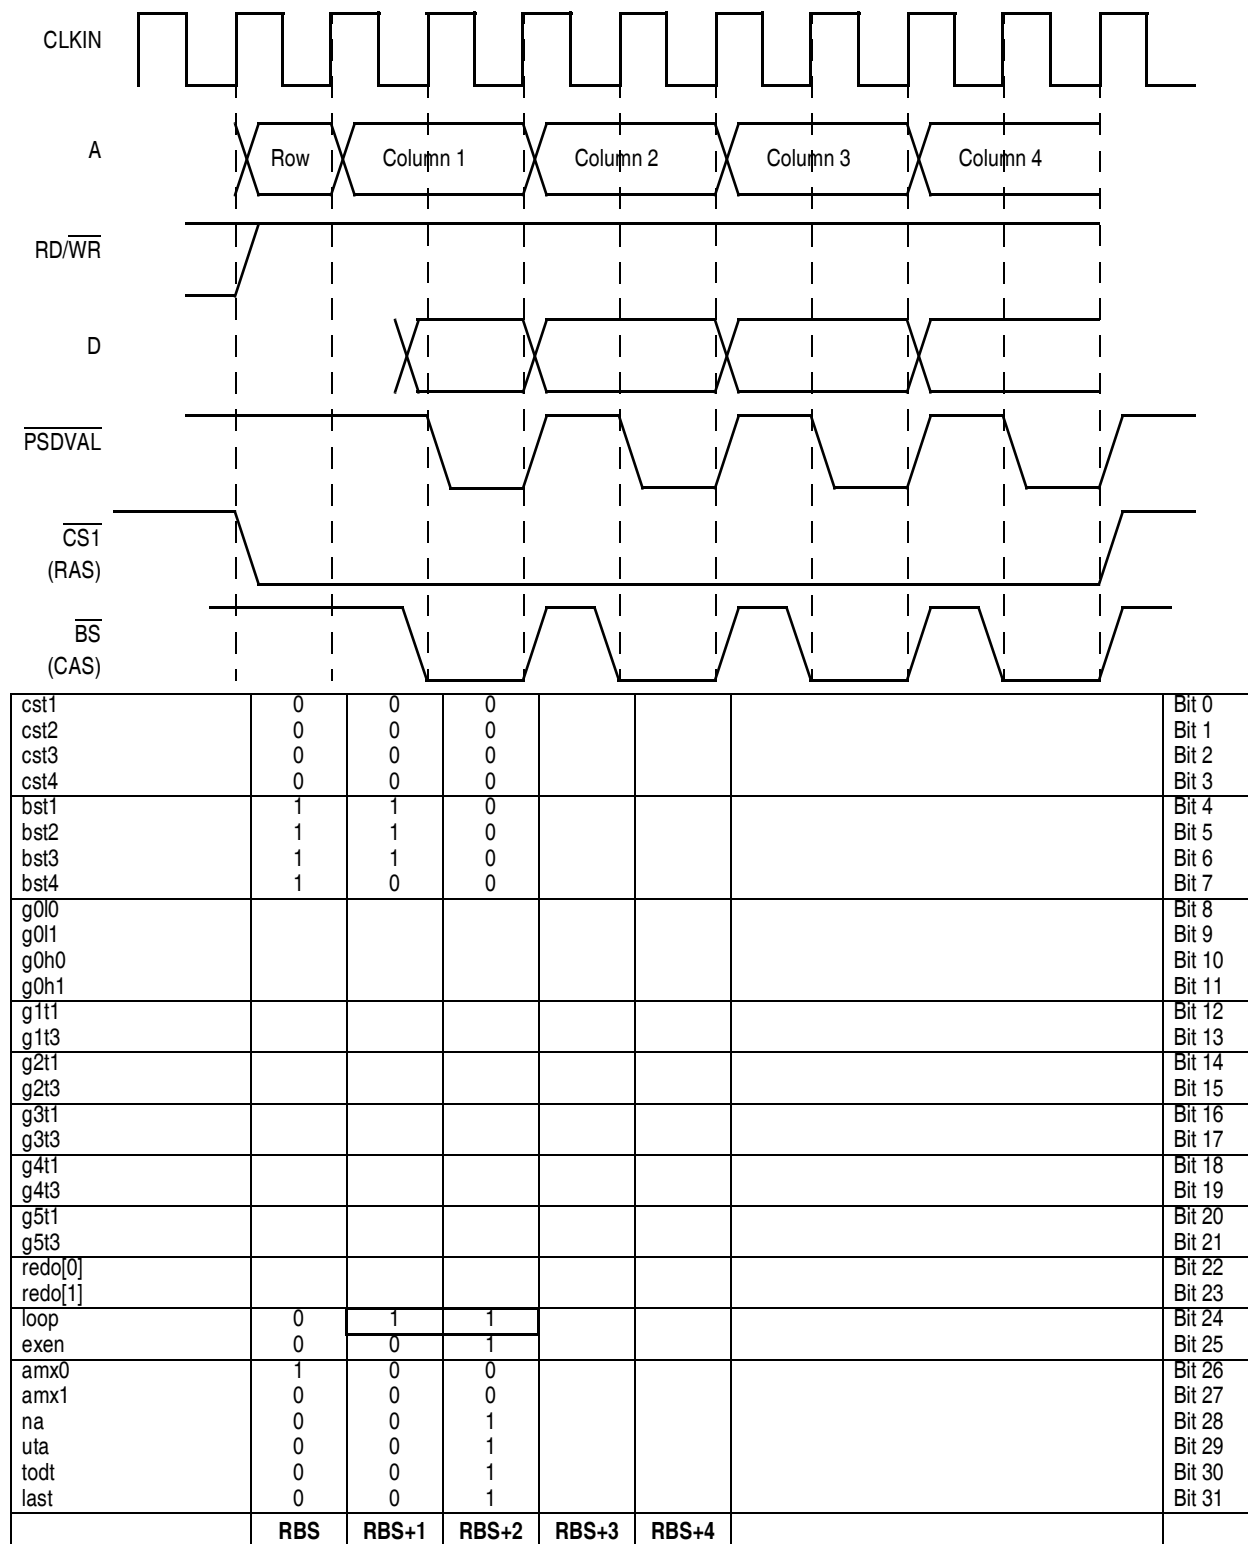 CLKIN
A
Row
Column 1
Column 2
Column 3
Column 4
RD/WR
D
PSDVAL
CS1
(RAS)
BS
(CAS)
cst1 0 0 0 Bit 0
cst2 0 0 0 Bit 1
cst3 0 0 0 Bit 2
cst4 0 0 0 Bit 3
bst1 1 1 0 Bit 4
bst2 1 1 0 Bit 5
bst3 1 1 0 Bit 6
bst4 1 0 0 Bit 7
g0l0 Bit 8
g0l1 Bit 9
g0h0 Bit 10
g0h1 Bit 11
g1t1 Bit 12
g1t3 Bit 13
g2t1 Bit 14
g2t3 Bit 15
g3t1 Bit 16
g3t3 Bit 17
g4t1 Bit 18
g4t3 Bit 19
g5t1 Bit 20
g5t3 Bit 21
redo[0] Bit 22
redo[1] Bit 23
loop 0 1 1 Bit 24
exen 0 0 1 Bit 25
amx0 1 0 0 Bit 26
amx1 0 0 0 Bit 27
na 0 0 1 Bit 28
uta 0 0 1 Bit 29
todt 0 0 1 Bit 30
last 0 0 1 Bit 31
RBS RBS+1 RBS+2 RBS+3 RBS+4